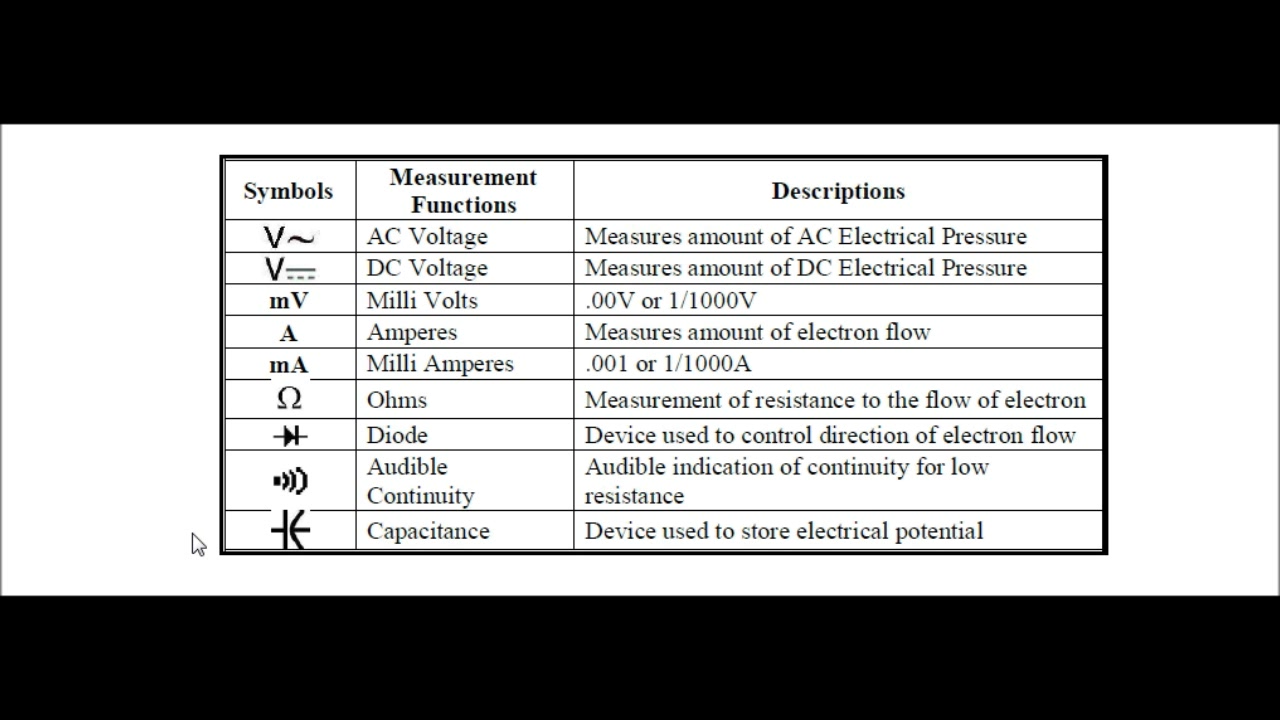 Symbols Measurement Functions Descriptions
V~ AC Voltage Measures amount of AC Electrical Pressure
V⎓ DC Voltage Measures amount of DC Electrical Pressure
mV Milli Volts .00V or 1/1000V
A Amperes Measures amount of electron flow
mA Milli Amperes .001 or 1/1000A
Ω Ohms Measurement of resistance to the flow of electron
Diode Device used to control direction of electron flow
Audible Continuity Audible indication of continuity for low resistance
Capacitance Device used to store electrical potential